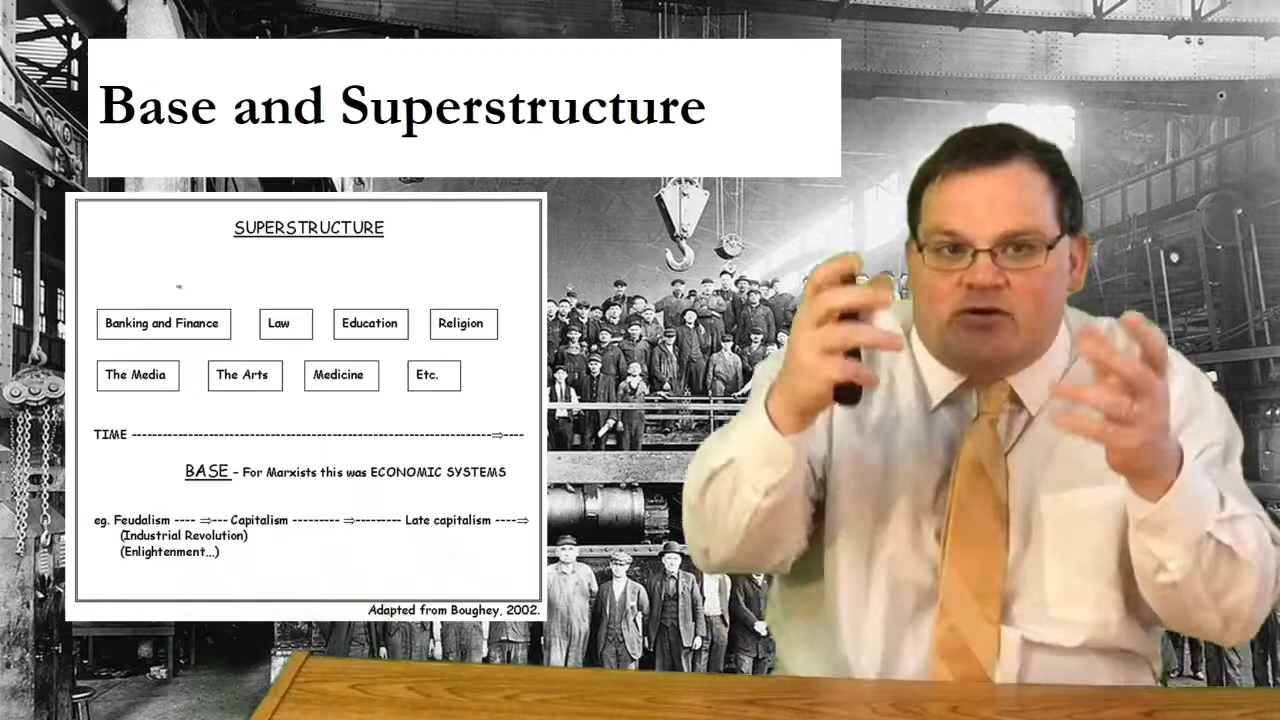 Base and Superstructure
SUPERSTRUCTURE
Banking and Finance Law Education Religion
The Media The Arts Medicine Etc.
TIME ----------------------------------------------------------------------⇒----
BASE - For Marxists this was ECONOMIC SYSTEMS
eg. Feudalism ---- ⇒--- Capitalism --------- ⇒--------- Late capitalism ----⇒
(Industrial Revolution)
(Enlightenment...)
Adapted from Boughey, 2002.